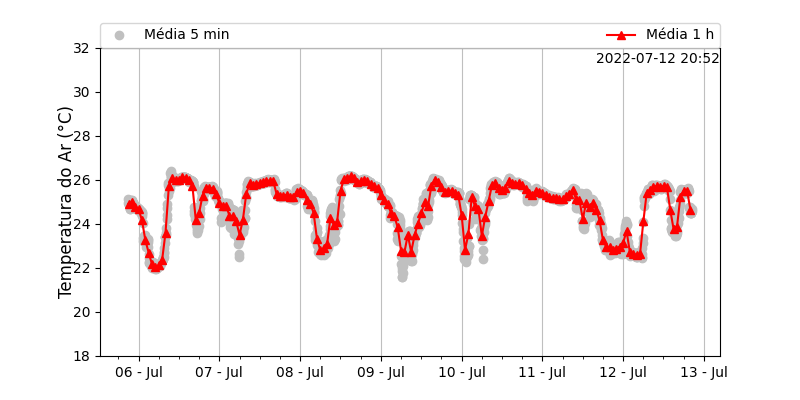 Média 5 min
Média 1 h
2022-07-12 20:52
Temperatura do Ar (°C)
32
30
28
26
24
22
20
18
06 - Jul
07 - Jul
08 - Jul
09 - Jul
10 - Jul
11 - Jul
12 - Jul
13 - Jul